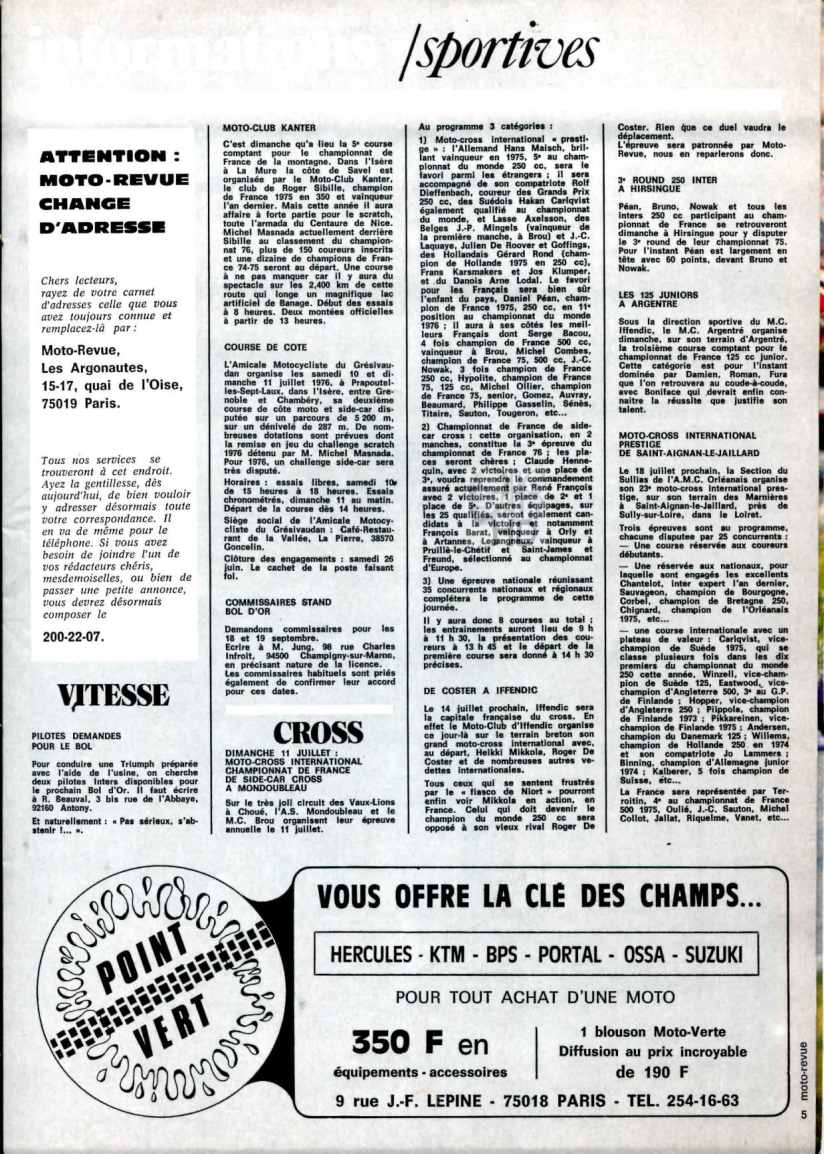 informations /sportives
ATTENTION :
MOTO-REVUE
CHANGE
D'ADRESSE
Chers lecteurs,
rayez de votre carnet
d'adresses celle que vous
avez toujours connue et
remplacez-là par :
Moto-Revue,
Les Argonautes,
15-17, quai de l'Oise,
75019 Paris.
Tous nos services se
trouveront à cet endroit.
Ayez la gentillesse, dès
aujourd'hui, de bien vouloir
y adresser désormais toute
votre correspondance. Il
en va de même pour le
téléphone. Si vous avez
besoin de joindre l'un de
vos rédacteurs chéris,
mesdemoiselles, ou bien de
passer une petite annonce,
vous devrez désormais
composer le
200-22-07.
VITESSE
PILOTES DEMANDES
POUR LE BOL
Pour conduire une Triumph préparée
avec l'aide de l'usine, on cherche
deux pilotes Inters disponibles pour
le prochain Bol d'Or. Il faut écrire
à R. Beauval, 3 bis rue de l'Abbaye,
92160 Antony.
Et naturellement : « Pas sérieux, s'ab-
stenir !... ».
MOTO-CLUB KANTER
C'est dimanche qu'a lieu la 5e course
comptant pour le championnat de
France de la montagne. Dans l'Isère
à La Mure la côte de Savel est
organisée par le Moto-Club Kanter,
le club de Roger Sibille, champion
de France 1975 en 350 et vainqueur
l'an dernier. Mais cette année il aura
affaire à forte partie pour le scratch,
toute l'armada du Centaure de Nice.
Michel Masnada actuellement derrière
Sibille au classement du champion-
nat 76, plus de 150 coureurs inscrits
et une dizaine de champions de Fran-
ce 74-75 seront au départ. Une course
à ne pas manquer car il y aura du
spectacle sur les 2,400 km de cette
route qui longe un magnifique lac
artificiel de Banage. Début des essais
à 8 heures. Deux montées officielles
à partir de 13 heures.
COURSE DE COTE
L'Amicale Motocycliste du Grésivau-
dan organise les samedi 10 et di-
manche 11 juillet 1976, à Prapoutel-
les-Sept-Laux, dans l'Isère, entre Gre-
noble et Chambéry, sa deuxième
course de côte moto et side-car dis-
putée sur un parcours de 5 200 m,
sur un dénivelé de 287 m. De nom-
breuses dotations sont prévues dont
la remise en jeu du challenge scratch
1976 détenu par M. Michel Masnada.
Pour 1976, un challenge side-car sera
très disputé.
Horaires : essais libres, samedi 10
de 15 heures à 18 heures. Essais
chronométrés, dimanche 11 au matin.
Départ de la course dès 14 heures.
Siège social de l'Amicale Motocy-
cliste du Grésivaudan : Café-Restau-
rant de la Vallée, La Pierre, 38570
Goncelin.
Clôture des engagements : samedi 26
juin. Le cachet de la poste faisant
foi.
COMMISSAIRES STAND
BOL D'OR
Demandons commissaires pour les
18 et 19 septembre.
Ecrire à M. Jung, 98 rue Charles
Infroit, 94500 Champigny-sur-Marne,
en précisant nature de la licence.
Les commissaires habituels sont priés
également de confirmer leur accord
pour ces dates.
CROSS
DIMANCHE 11 JUILLET :
MOTO-CROSS INTERNATIONAL
CHAMPIONNAT DE FRANCE
DE SIDE-CAR CROSS
A MONDOUBLEAU
Sur le très joli circuit des Vaux-Lions
à Choué, l'A.S. Mondoubleau et le
M.C. Brou organisent leur épreuve
annuelle le 11 juillet.
Au programme 3 catégories :
1) Moto-cross international « presti-
ge » : l'Allemand Hans Maisch, bril-
lant vainqueur en 1975, 5e au cham-
pionnat du monde 250 cc, sera le
favori parmi les étrangers ; il sera
accompagné de son compatriote Rolf
Dieffenbach, coureur des Grands Prix
250 cc, des Suédois Hakan Carlqvist
également qualifié au championnat
du monde, et Lasse Axelsson, des
Belges J.-P. Mingels (vainqueur de
la première manche, à Brou) et J.-C.
Laquaye, Julien De Roover et Goffings,
des Hollandais Gérard Rond (cham-
pion de Hollande 1975 en 250 cc),
Frans Karsmakers et Jos Klumper,
et du Danois Arne Lodal. Le favori
pour les Français sera bien sûr
l'enfant du pays, Daniel Péan, cham-
pion de France 1975, 250 cc, en 11e
position au championnat du monde
1976 ; il aura à ses côtés les meil-
leurs Français dont Serge Bacou,
4 fois champion de France 500 cc,
vainqueur à Brou, Michel Combes,
champion de France 75, 500 cc, J.-C.
Nowak, 3 fois champion de France
250 cc, Hypolite, champion de France
75, 125 cc, Michel Ollier, champion
de France 75, senior, Gomez, Auvray,
Beaumard, Philippe Gasselin, Sénès,
Titaire, Sauton, Tougeron, etc...
2) Championnat de France de side-
car cross : cette organisation, en 2
manches, constitue la 3e épreuve du
championnat de France 76 ; les pla-
ces seront chères ; Claude Henne-
quin, avec 2 victoires et une place de
3e, voudra reprendre le commandement
assuré actuellement par René François
avec 2 victoires, 1 place de 2e et 1
place de 5e. D'autres équipages, sur
les 25 qualifiés, seront également can-
didats à la victoire et notamment
François Barat, vainqueur à Orly et
à Artannes, Legangneux, vainqueur à
Pruillé-le-Chétif et Saint-James et
Freund, sélectionné au championnat
d'Europe.
3) Une épreuve nationale réunissant
35 concurrents nationaux et régionaux
complétera le programme de cette
journée.
Il y aura donc 8 courses au total ;
les entrainements auront lieu de 9 h
à 11 h 30, la présentation des cou-
reurs à 13 h 45 et le départ de la
première course sera donné à 14 h 30
précises.
DE COSTER A IFFENDIC
Le 14 juillet prochain, Iffendic sera
la capitale française du cross. En
effet le Moto-Club d'Iffendic organise
ce jour-là sur le terrain breton son
grand moto-cross international avec,
au départ, Heikki Mikkola, Roger De
Coster et de nombreuses autres ve-
dettes internationales.
Tous ceux qui se sentent frustrés
par le « fiasco de Niort » pourront
enfin voir Mikkola en action, en
France. Celui qui doit devenir le
champion du monde 250 cc sera
opposé à son vieux rival Roger De
Coster. Rien que ce duel vaudra le
déplacement.
L'épreuve sera patronnée par Moto-
Revue, nous en reparlerons donc.
3e ROUND 250 INTER
A HIRSINGUE
Péan, Bruno, Nowak et tous les
inters 250 cc participant au cham-
pionnat de France se retrouveront
dimanche à Hirsingue pour y disputer
le 3e round de leur championnat 75.
Pour l'instant Péan est largement en
tête avec 60 points, devant Bruno et
Nowak.
LES 125 JUNIORS
A ARGENTRE
Sous la direction sportive du M.C.
Iffendic, le M.C. Argentré organise
dimanche, sur son terrain d'Argentré,
la troisième course comptant pour le
championnat de France 125 cc junior.
Cette catégorie est pour l'instant
dominée par Damien, Roman, Fura
que l'on retrouvera au coude-à-coude,
avec Boniface qui devrait enfin con-
naitre la réussite que justifie son
talent.
MOTO-CROSS INTERNATIONAL
PRESTIGE
DE SAINT-AIGNAN-LE-JAILLARD
Le 18 juillet prochain, la Section du
Sullias de l'A.M.C. Orléanais organise
son 23e moto-cross international pres-
tige, sur son terrain des Marnières
à Saint-Aignan-le-Jaillard, près de
Sully-sur-Loire, dans le Loiret.
Trois épreuves sont au programme,
chacune disputée par 25 concurrents :
— Une course réservée aux coureurs
débutants.
— Une réservée aux nationaux, pour
laquelle sont engagés les excellents
Chantelot, inter expert l'an dernier,
Sauvageon, champion de Bourgogne,
Corbel, champion de Bretagne 250,
Chignard, champion de l'Orléanais
1975, etc...
— une course internationale avec un
plateau de valeur : Carlqvist, vice-
champion de Suède 1975, qui se
classe plusieurs fois dans les dix
premiers du championnat du monde
250 cette année, Winzell, vice-cham-
pion de Suède 125, Eastwood, vice-
champion d'Angleterre 500, 3e au G.P.
de Finlande ; Hopper, vice-champion
d'Angleterre 250 ; Piippola, champion
de Finlande 1973 ; Pikkareinen, vice-
champion de Finlande 1975 ; Andersen,
champion du Danemark 125 ; Willems,
champion de Hollande 250 en 1974
et son compatriote Jo Lammers ;
Binning, champion d'Allemagne junior
1974 ; Kalberer, 5 fois champion de
Suisse, etc...
La France sera représentée par Ter-
roitin, 4e au championnat de France
500 1975, Oulié, J.-C. Sauton, Michel
Collot, Jallat, Riquelme, Vanet, etc...
POINT
VERT
VOUS OFFRE LA CLE DES CHAMPS...
HERCULES - KTM - BPS - PORTAL - OSSA - SUZUKI
POUR TOUT ACHAT D'UNE MOTO
350 F en
équipements - accessoires
1 blouson Moto-Verte
Diffusion au prix incroyable
de 190 F
9 rue J.-F. LEPINE - 75018 PARIS - TEL. 254-16-63
moto-revue
5